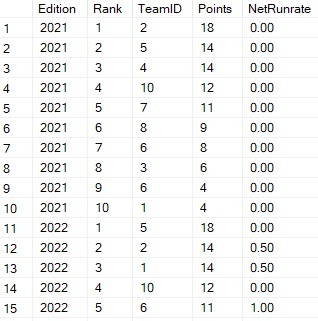 Edition Rank TeamID Points NetRunrate
1 2021 1 2 18 0.00
2 2021 2 5 14 0.00
3 2021 3 4 14 0.00
4 2021 4 10 12 0.00
5 2021 5 7 11 0.00
6 2021 6 8 9 0.00
7 2021 7 6 8 0.00
8 2021 8 3 6 0.00
9 2021 9 6 4 0.00
10 2021 10 1 4 0.00
11 2022 1 5 18 0.00
12 2022 2 2 14 0.50
13 2022 3 1 14 0.50
14 2022 4 10 12 0.00
15 2022 5 6 11 1.00